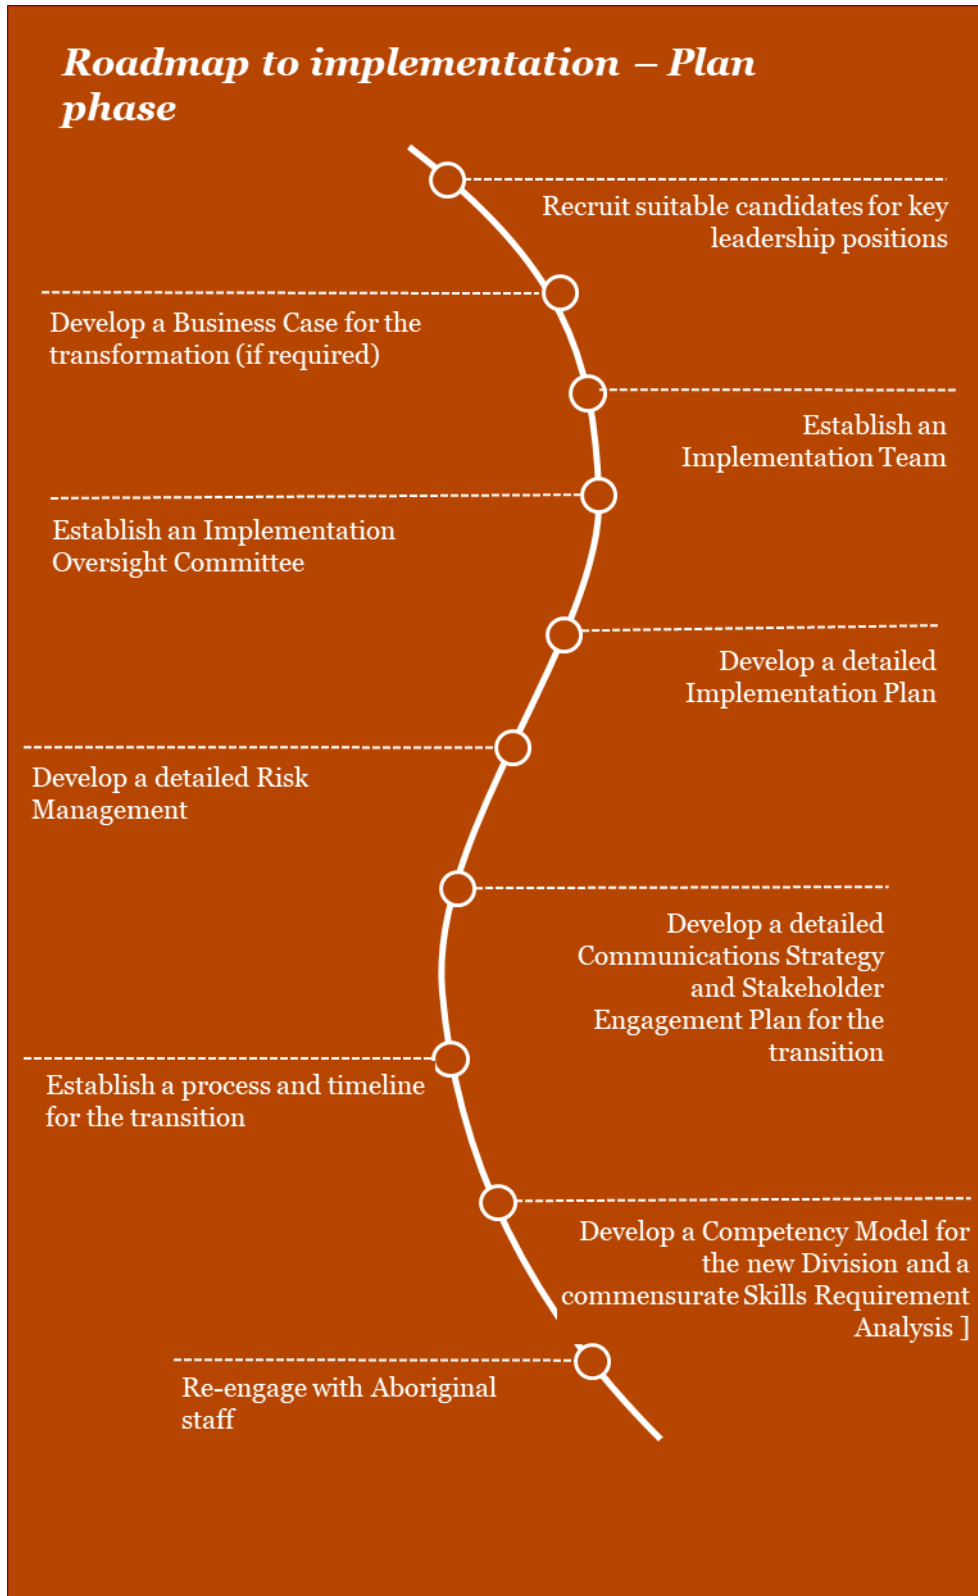 Roadmap to implementation – Plan
phase
Recruit suitable candidates for key
leadership positions
Develop a Business Case for the
transformation (if required)
Establish an
Implementation Team
Establish an Implementation
Oversight Committee
Develop a detailed
Implementation Plan
Develop a detailed Risk
Management
Develop a detailed
Communications Strategy
and Stakeholder
Engagement Plan for the
transition
Establish a process and timeline
for the transition
Develop a Competency Model for
the new Division and a
commensurate Skills Requirement
Analysis ]
Re-engage with Aboriginal
staff